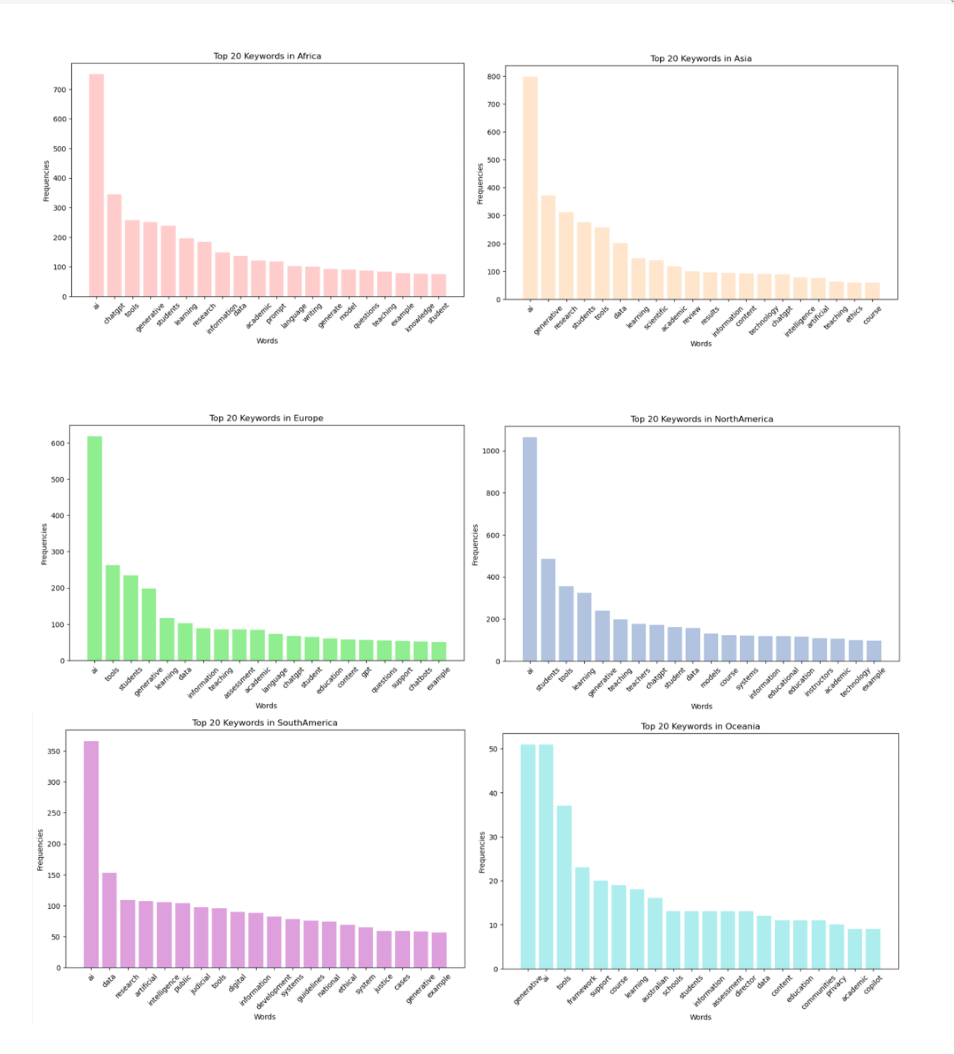 Top 20 Keywords in Africa
Frequencies
700
600
500
400
300
200
100
0
ai
chatgpt
tools
generative
students
learning
research
information
data
academic
prompt
language
writing
generate
model
questions
teaching
example
knowledge
student
Words
Top 20 Keywords in Asia
Frequencies
800
700
600
500
400
300
200
100
0
ai
generative
research
students
tools
data
learning
scientific
academic
review
results
information
content
technology
chatgpt
intelligence
artificial
teaching
ethics
course
Words
Top 20 Keywords in Europe
Frequencies
600
500
400
300
200
100
0
ai
tools
students
generative
learning
data
information
teaching
assessment
academic
language
chatgpt
student
education
content
gpt
questions
support
chatbots
example
Words
Top 20 Keywords in NorthAmerica
Frequencies
1000
800
600
400
200
0
ai
students
tools
learning
generative
teaching
teachers
chatgpt
student
data
models
course
systems
information
educational
education
instructors
academic
technology
example
Words
Top 20 Keywords in SouthAmerica
Frequencies
350
300
250
200
150
100
50
0
ai
data
research
artificial
intelligence
public
judicial
tools
digital
information
development
systems
guidelines
national
ethical
system
justice
cases
generative
example
Words
Top 20 Keywords in Oceania
Frequencies
50
40
30
20
10
0
generative
ai
tools
framework
support
course
learning
australian
schools
students
information
assessment
director
data
content
education
communities
privacy
academic
copilot
Words